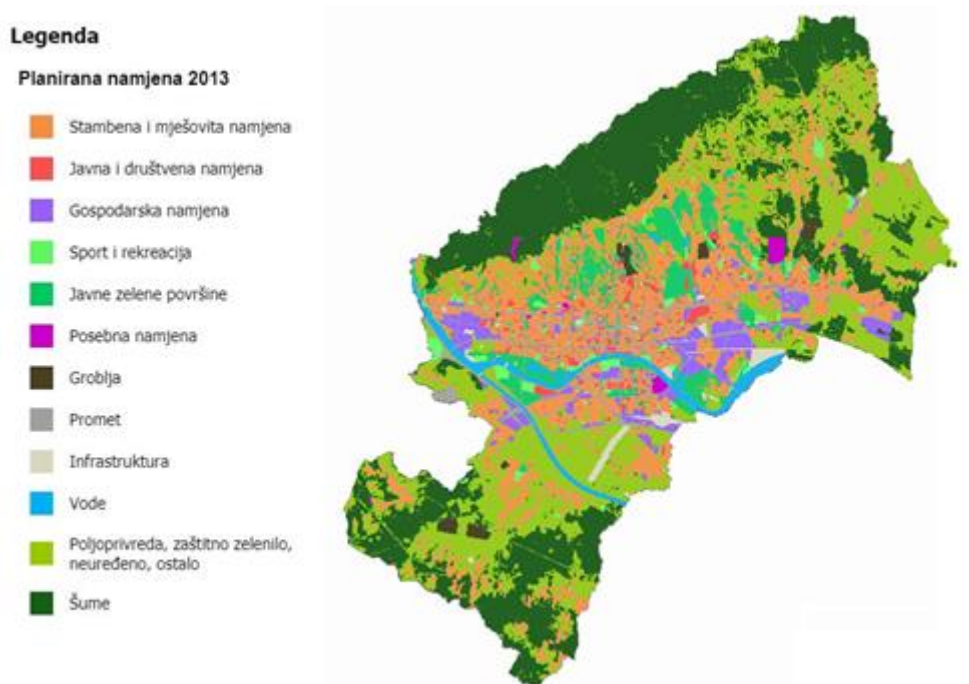 Legenda
Planirana namjena 2013
Stambena i mješovita namjena
Javna i društvena namjena
Gospodarska namjena
Sport i rekreacija
Javne zelene površine
Posebna namjena
Groblja
Promet
Infrastruktura
Vode
Poljoprivreda, zaštitno zelenilo,
neuređeno, ostalo
Šume